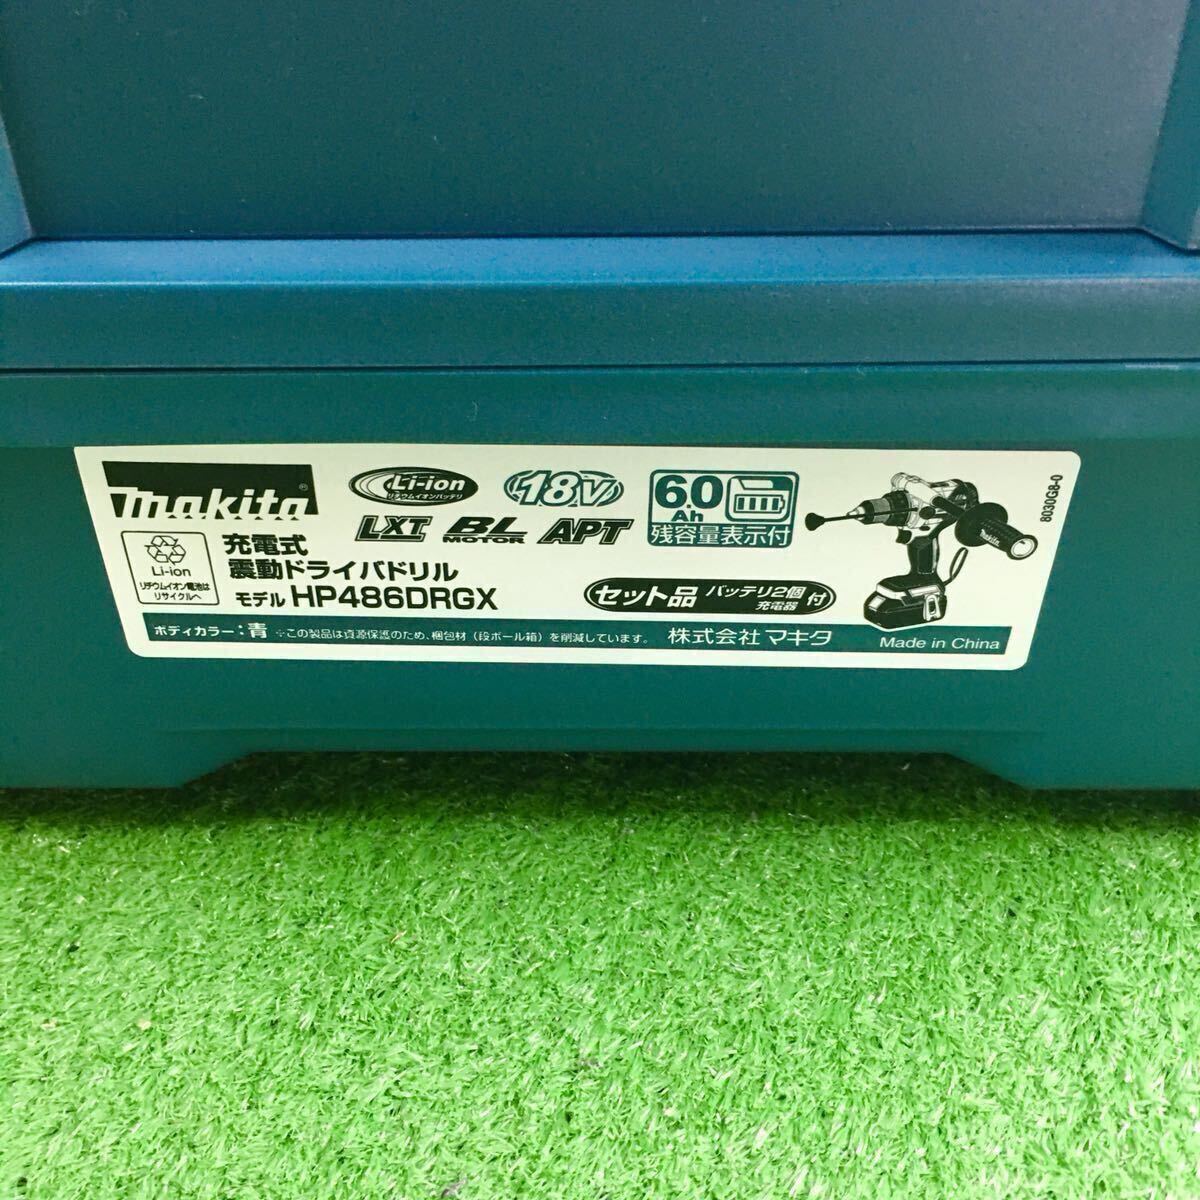 makita®
Li-ion
リチウムイオンバッテリ
18V
6.0
Ah
残容量表示付
LXT
BL
MOTOR
APT
Li-ion
リチウムイオン電池は
リサイクルへ
充電式
震動ドライバドリル
モデル HP486DRGX
セット品 バッテリ2個
充電器 付
makita
8030G8-0
ボディカラー：青 ※この製品は資源保護のため、梱包材（段ボール箱）を削減しています。 株式会社マキタ Made in China